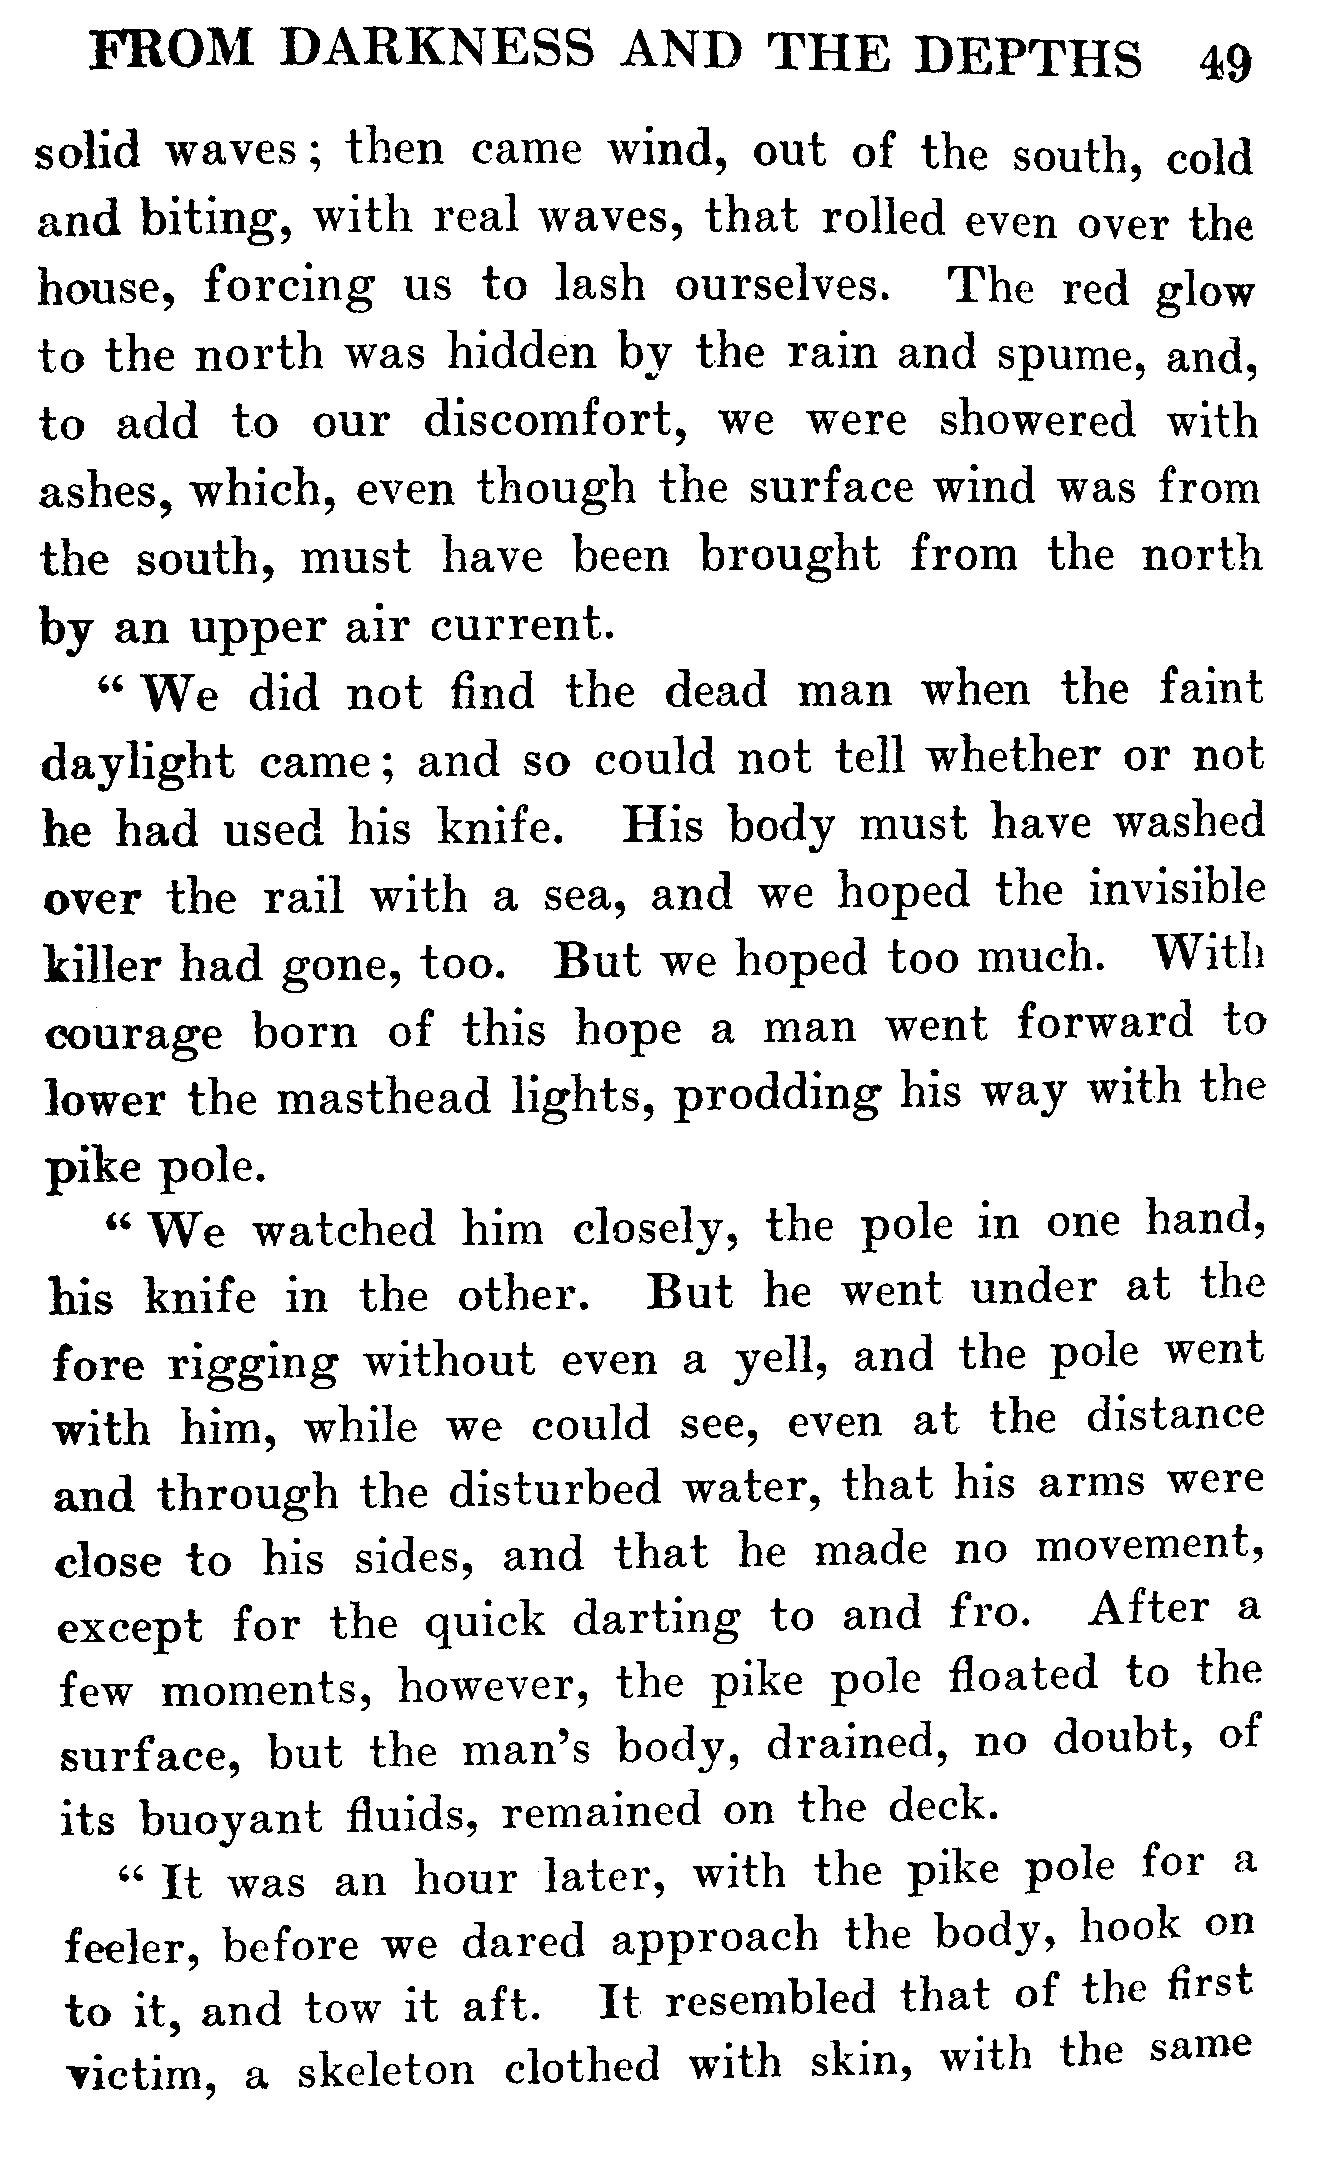 FROM DARKNESS AND THE DEPTHS 49
solid waves; then came wind, out of the south, cold
and biting, with real waves, that rolled even over the
house, forcing us to lash ourselves. The red glow
to the north was hidden by the rain and spume, and,
to add to our discomfort, we were showered with
ashes, which, even though the surface wind was from
the south, must have been brought from the north
by an upper air current.
“ We did not find the dead man when the faint
daylight came; and so could not tell whether or not
he had used his knife. His body must have washed
over the rail with a sea, and we hoped the invisible
killer had gone, too. But we hoped too much. With
courage born of this hope a man went forward to
lower the masthead lights, prodding his way with the
pike pole.
“ We watched him closely, the pole in one hand,
his knife in the other. But he went under at the
fore rigging without even a yell, and the pole went
with him, while we could see, even at the distance
and through the disturbed water, that his arms were
close to his sides, and that he made no movement,
except for the quick darting to and fro. After a
few moments, however, the pike pole floated to the
surface, but the man’s body, drained, no doubt, of
its buoyant fluids, remained on the deck.
“ It was an hour later, with the pike pole for a
feeler, before we dared approach the body, hook on
to it, and tow it aft. It resembled that of the first
victim, a skeleton clothed with skin, with the same